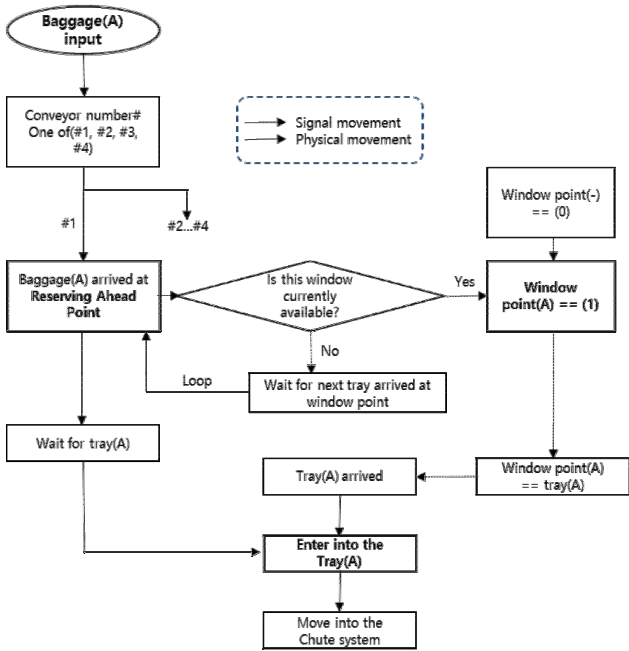 Baggage(A)
input
Conveyor number#
One of(#1, #2, #3,
#4)
Signal movement
Physical movement
Window point(-)
== (0)
#1
#2...#4
Baggage(A) arrived at
Reserving Ahead
Point
Is this window
currently
available?
Yes
Window
point(A) == (1)
No
Loop
Wait for next tray arrived at
window point
Wait for tray(A)
Tray(A) arrived
Window point(A)
== tray(A)
Enter into the
Tray(A)
Move into the
Chute system